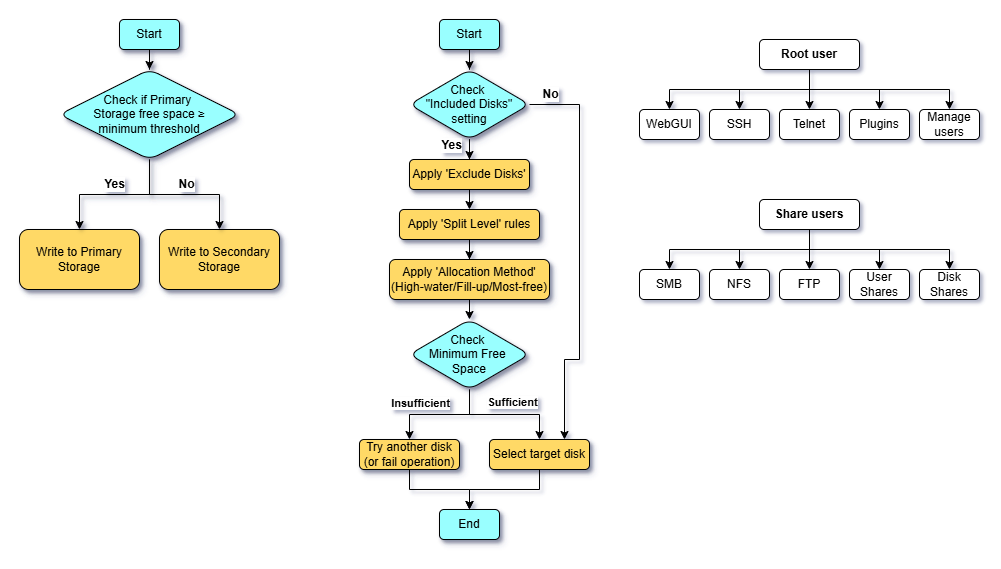 Start
Check if Primary
Storage free space ≥
minimum threshold
Yes
No
Write to Primary
Storage
Write to Secondary
Storage
Start
Check
"Included Disks"
setting
No
Yes
Apply 'Exclude Disks'
Apply 'Split Level' rules
Apply 'Allocation Method'
(High-water/Fill-up/Most-free)
Check
Minimum Free
Space
Insufficient
Sufficient
Try another disk
(or fail operation)
Select target disk
End
Root user
WebGUI
SSH
Telnet
Plugins
Manage
users
Share users
SMB
NFS
FTP
User
Shares
Disk
Shares